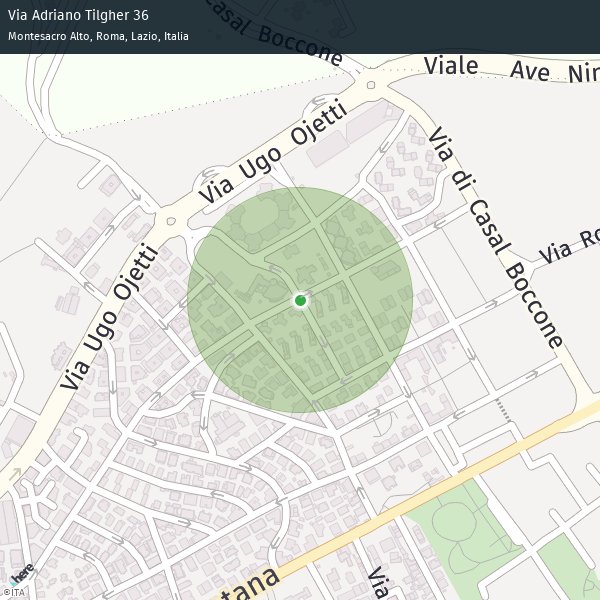 Via Adriano Tilgher 36
Montesacro Alto, Roma, Lazio, Italia
Casal Boccone
Viale Ave Nin
Via Ugo Ojetti
Via di Casal Boccone
Via Ro
Via Ugo Ojetti
here
©ITA
tana
Via